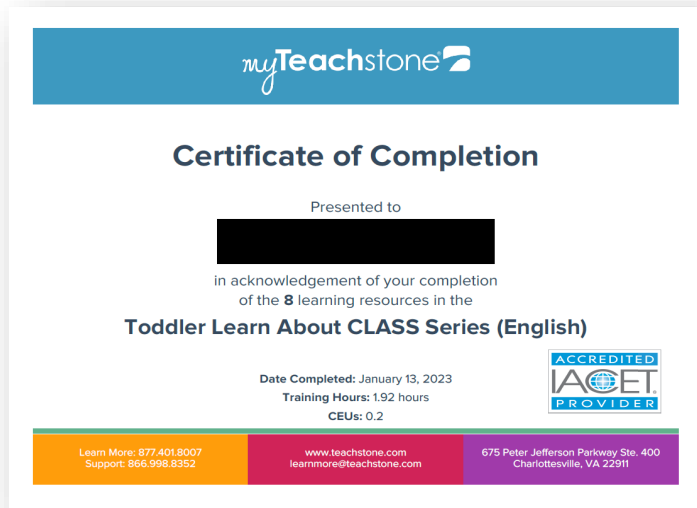 myTeachstone
Certificate of Completion
Presented to
in acknowledgement of your completion
of the 8 learning resources in the
Toddler Learn About CLASS Series (English)
Date Completed: January 13, 2023
Training Hours: 1.92 hours
CEUs: 0.2
ACCREDITED
IACET
PROVIDER
Learn More: 877.401.8007
Support: 866.998.8352
www.teachstone.com
learnmore@teachstone.com
675 Peter Jefferson Parkway Ste. 400
Charlottesville, VA 22911